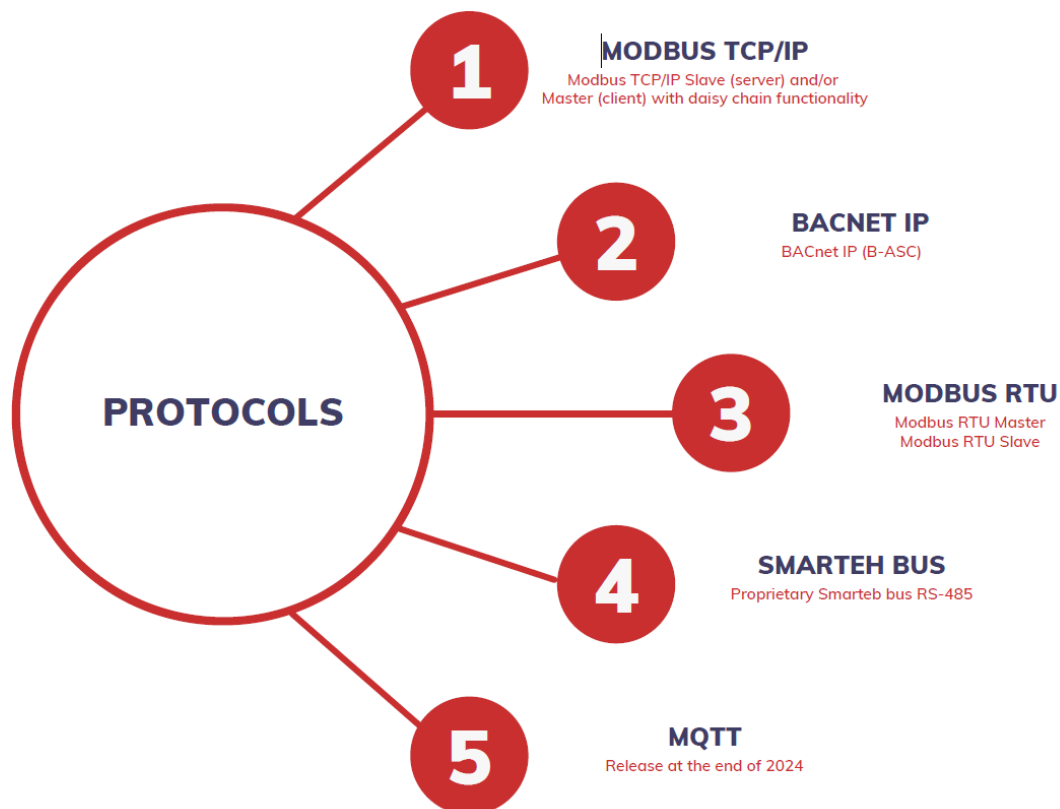 1
MODBUS TCP/IP
Modbus TCP/IP Slave (server) and/or
Master (client) with daisy chain functionality
2
BACNET IP
BACnet IP (B-ASC)
PROTOCOLS
3
MODBUS RTU
Modbus RTU Master
Modbus RTU Slave
4
SMARTEH BUS
Proprietary Smarteb bus RS-485
5
MQTT
Release at the end of 2024